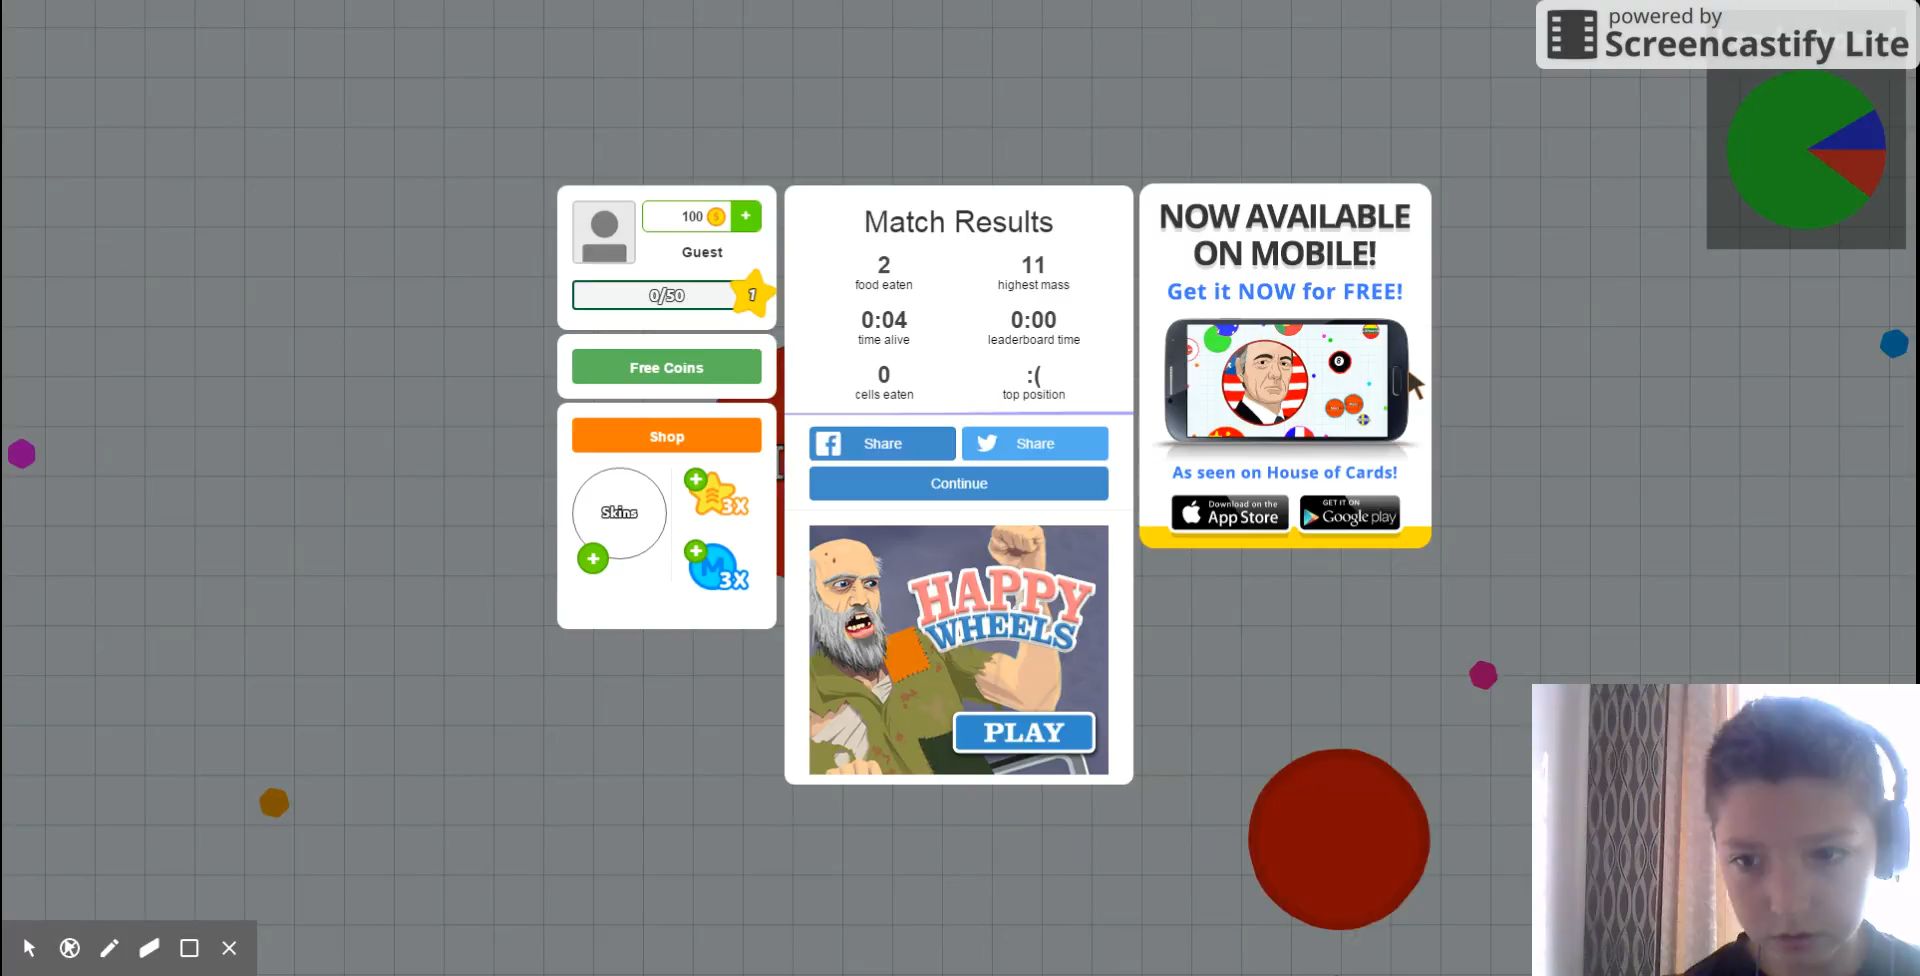 powered by
Screencastify Lite
100
+
Guest
0/50
1
Free Coins
Shop
Skins
+
+
3X
+
M
3X
Match Results
2
food eaten
11
highest mass
0:04
time alive
0:00
leaderboard time
0
cells eaten
:(
top position
Share
Share
Continue
HAPPY
WHEELS
PLAY
NOW AVAILABLE
ON MOBILE!
Get it NOW for FREE!
8
As seen on House of Cards!
Download on the
App Store
GET IT ON
Google play